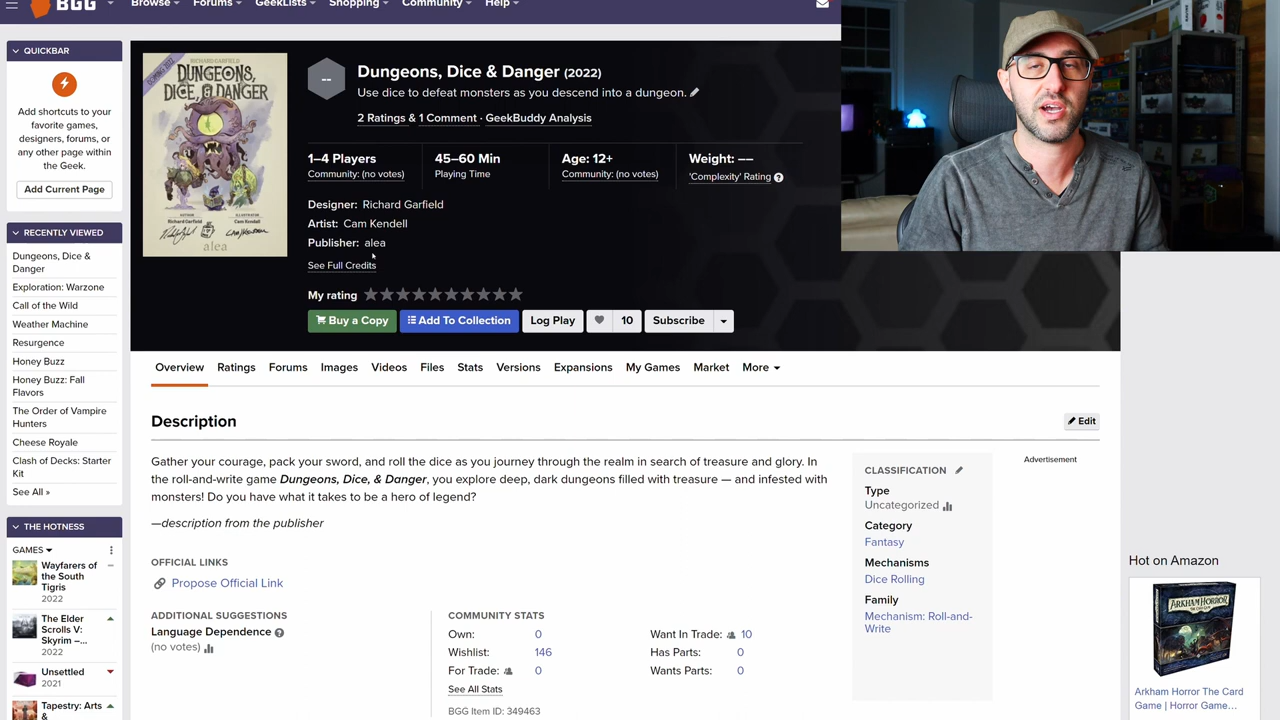 BGG
Browse
Forums
GeekLists
Shopping
Community
Help
QUICKBAR
Add shortcuts to your
favorite games,
designers, forums, or
any other page within
the Geek.
Add Current Page
RECENTLY VIEWED
Dungeons, Dice &
Danger
Exploration: Warzone
Call of the Wild
Weather Machine
Resurgence
Honey Buzz
Honey Buzz: Fall
Flavors
The Order of Vampire
Hunters
Cheese Royale
Clash of Decks: Starter
Kit
See All »
THE HOTNESS
GAMES
Wayfarers of
the South
Tigris
2022
The Elder
Scrolls V:
Skyrim –...
2022
Unsettled
2021
Tapestry: Arts
&
RICHARD GARFIELD
DUNGEONS,
DICE, & DANGER
AUTHOR
Richard Garfield
ILLUSTRATOR
Cam Kendell
alea
--
Dungeons, Dice & Danger (2022)
Use dice to defeat monsters as you descend into a dungeon.
2 Ratings & 1 Comment · GeekBuddy Analysis
1–4 Players
Community: (no votes)
45–60 Min
Playing Time
Age: 12+
Community: (no votes)
Weight: ––
'Complexity' Rating
Designer: Richard Garfield
Artist: Cam Kendell
Publisher: alea
See Full Credits
My rating
Buy a Copy
Add To Collection
Log Play
10
Subscribe
Overview
Ratings
Forums
Images
Videos
Files
Stats
Versions
Expansions
My Games
Market
More
Description
Edit
Gather your courage, pack your sword, and roll the dice as you journey through the realm in search of treasure and glory. In
the roll-and-write game Dungeons, Dice, & Danger, you explore deep, dark dungeons filled with treasure — and infested with
monsters! Do you have what it takes to be a hero of legend?
—description from the publisher
OFFICIAL LINKS
Propose Official Link
ADDITIONAL SUGGESTIONS
Language Dependence
(no votes)
COMMUNITY STATS
Own: 0
Wishlist: 146
For Trade: 0
Want In Trade: 10
Has Parts: 0
Wants Parts: 0
See All Stats
BGG Item ID: 349463
CLASSIFICATION
Type
Uncategorized
Category
Fantasy
Mechanisms
Dice Rolling
Family
Mechanism: Roll-and-
Write
Advertisement
Hot on Amazon
ARKHAM HORROR
Arkham Horror The Card
Game | Horror Game...